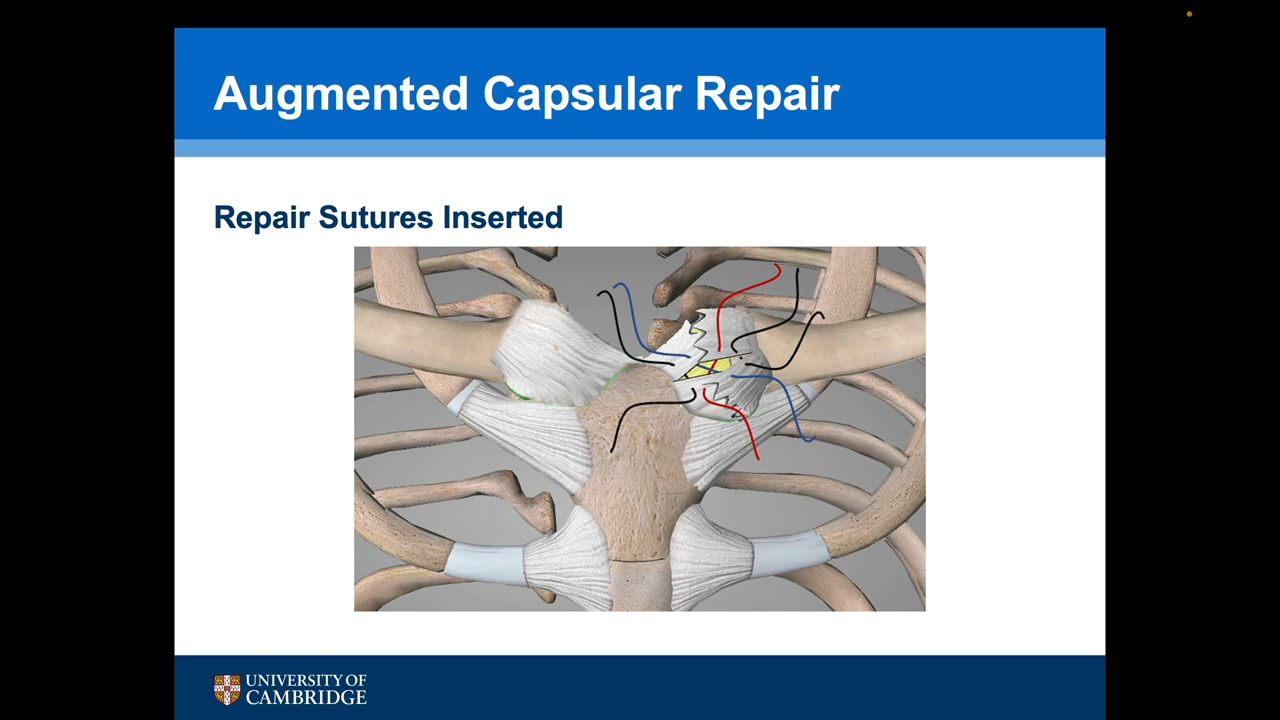 Augmented Capsular Repair
Repair Sutures Inserted
UNIVERSITY OF
CAMBRIDGE